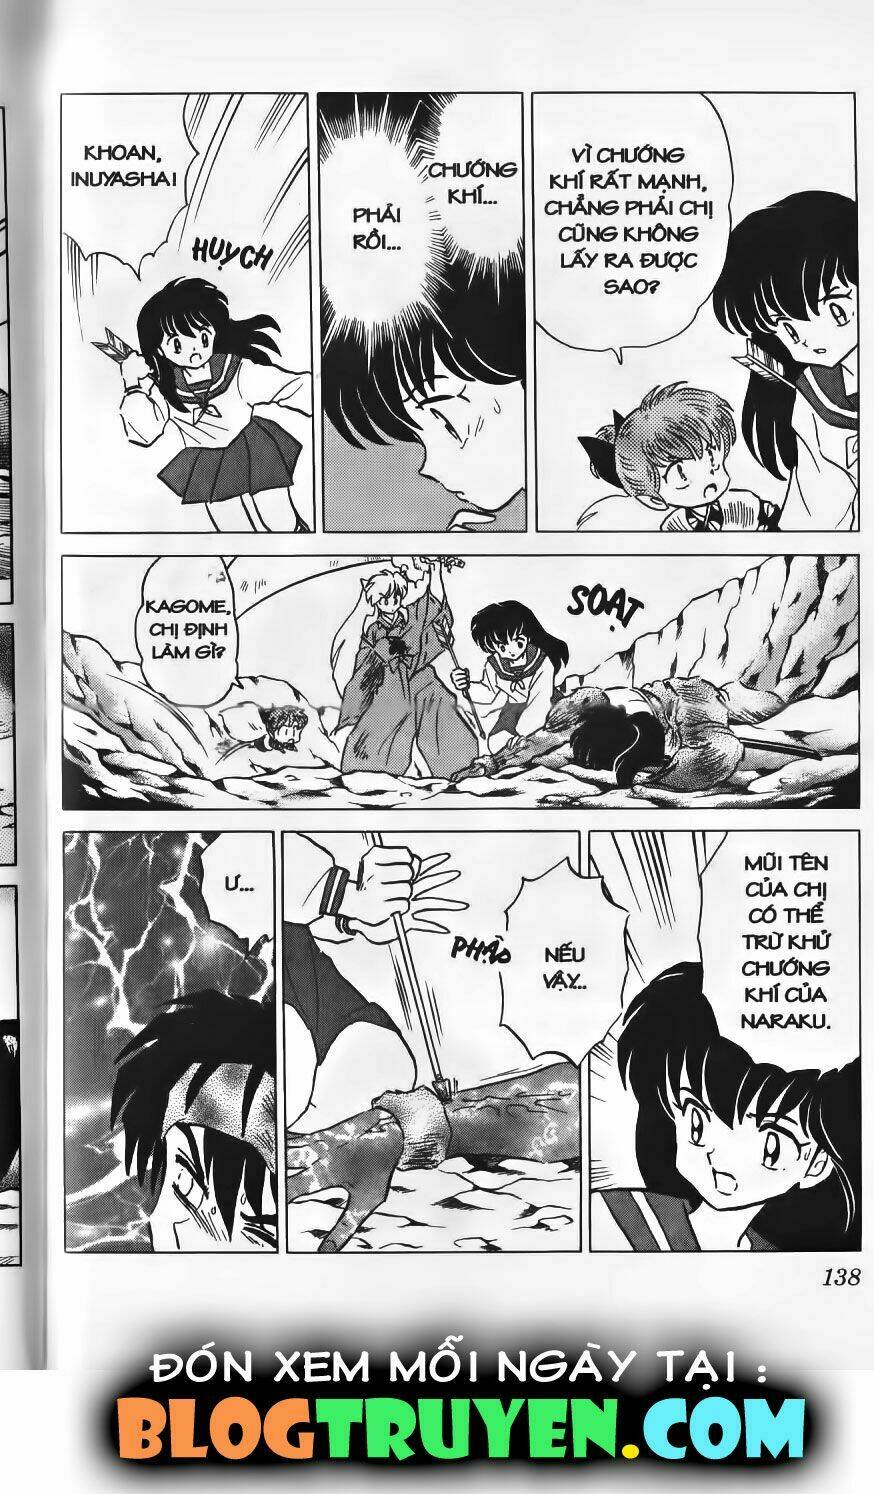 VÌ CHƯỚNG
KHÍ RẤT MẠNH,
CHẲNG PHẢI CHỊ
CŨNG KHÔNG
LẤY RA ĐƯỢC
SAO?
CHƯỚNG
KHÍ...
PHẢI
RỒI...
KHOAN,
INUYASHA!
HUỴCH
KAGOME,
CHỊ ĐỊNH
LÀM GÌ?
SOẠT
MŨI TÊN
CỦA CHỊ
CÓ THỂ
TRỪ KHỬ
CHƯỚNG
KHÍ CỦA
NARAKU.
NẾU
VẬY...
PHẬP
Ư...
138
ĐÓN XEM MỖI NGÀY TẠI :
BLOGTRUYEN.COM